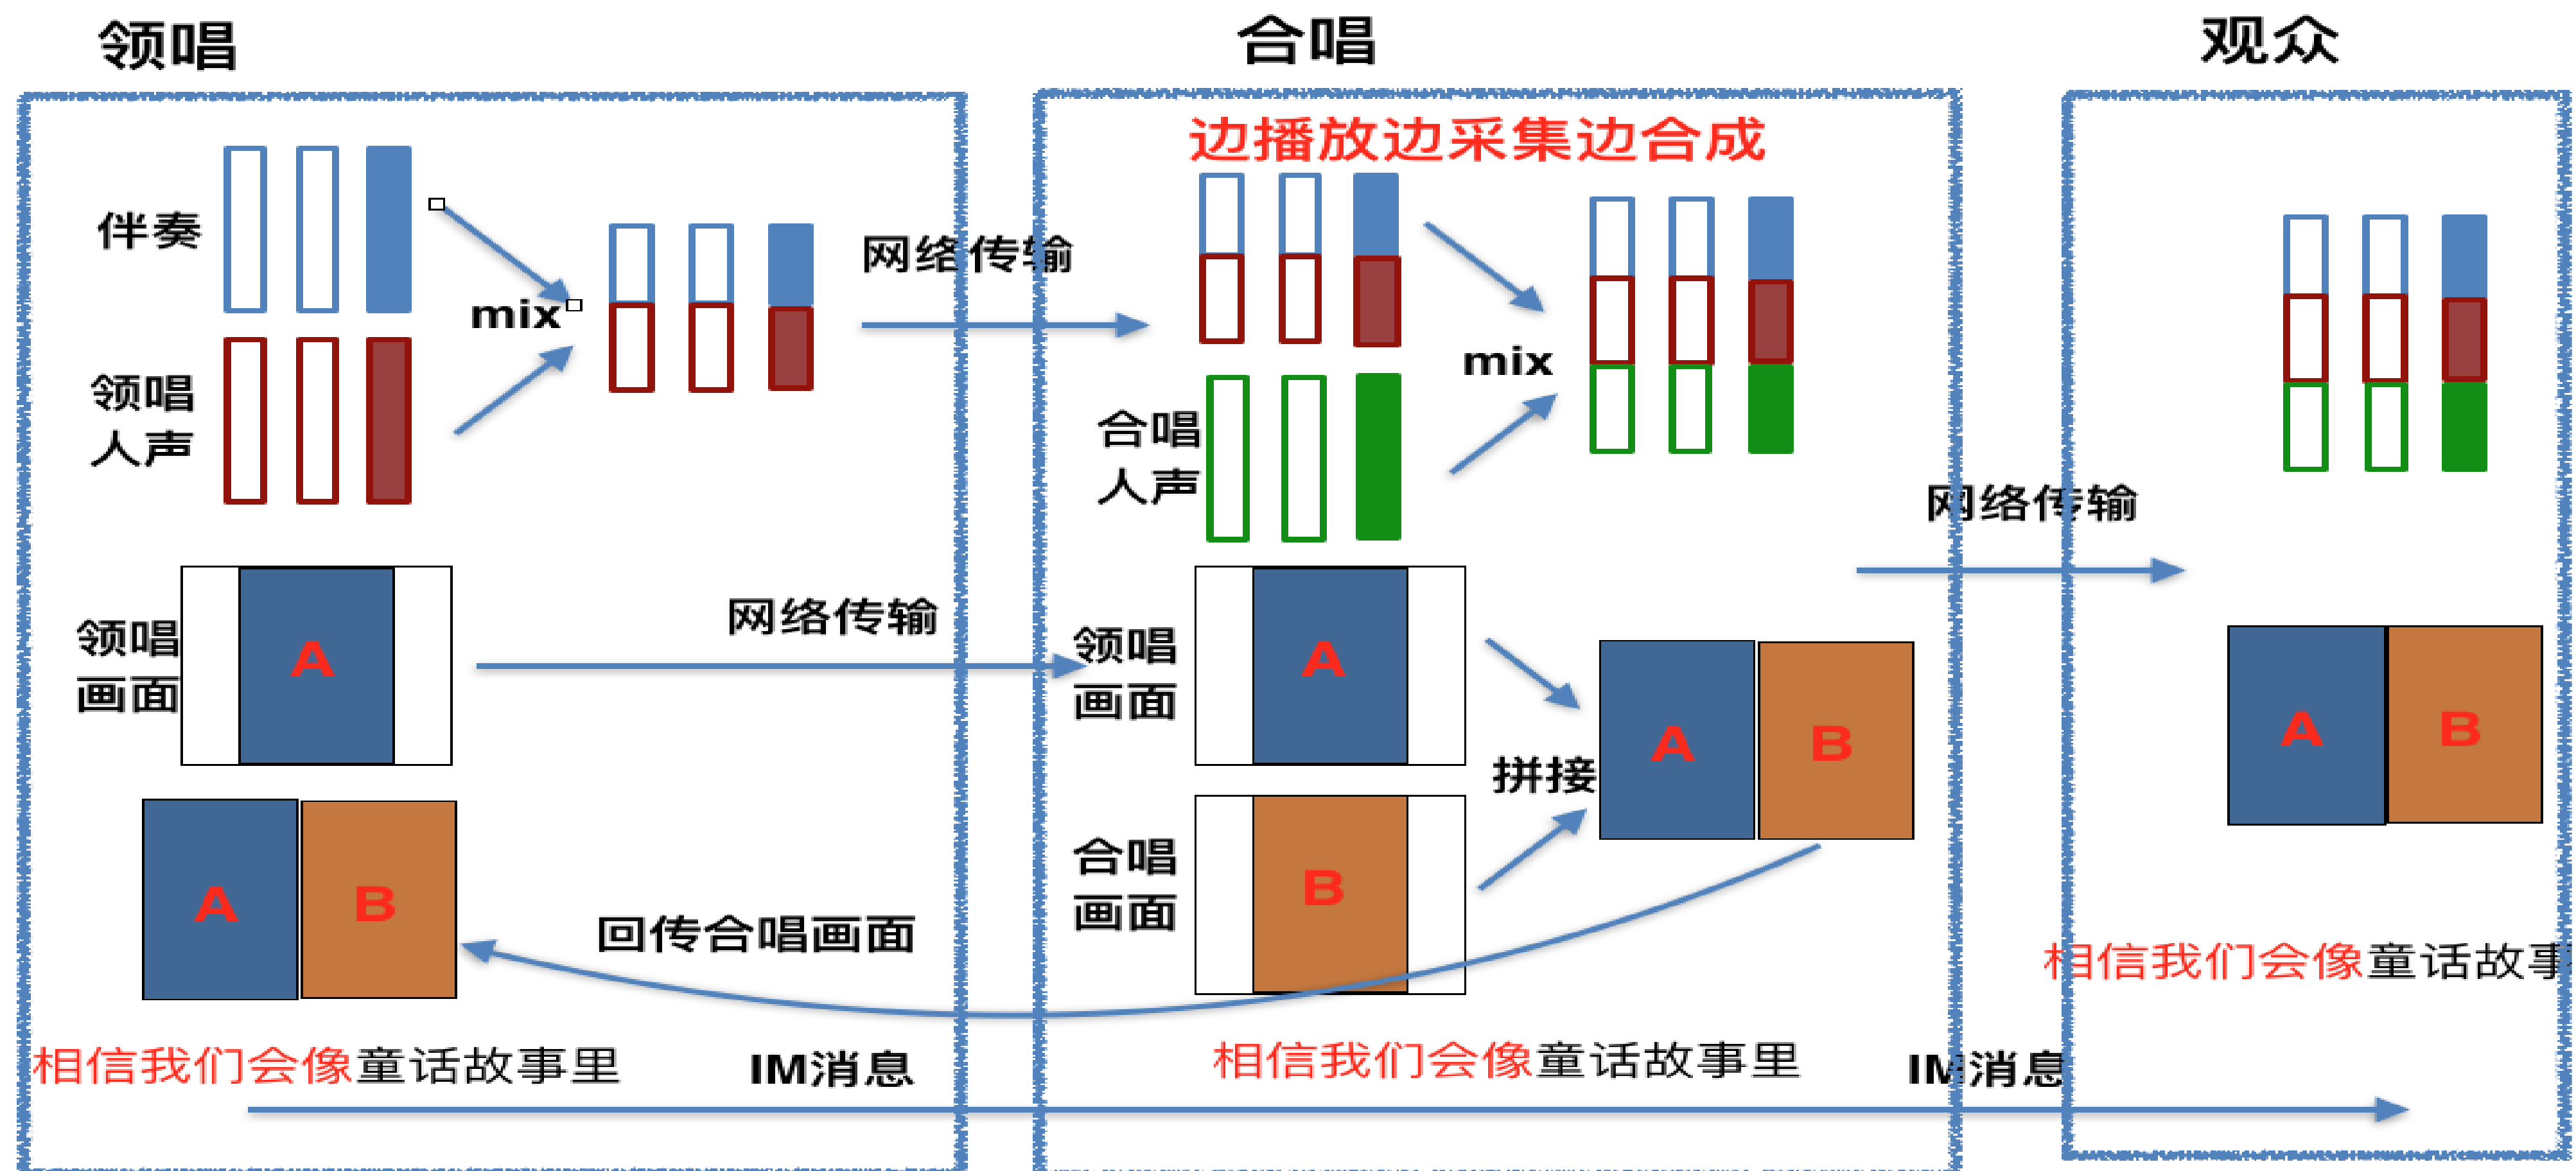 领唱
合唱
观众
伴奏
领唱
人声
mix
网络传输
边播放边采集边合成
合唱
人声
mix
网络传输
领唱
画面
A
网络传输
领唱
画面
A
合唱
画面
B
拼接
A
B
A
B
A
B
回传合唱画面
相信我们会像童话故事里
IM消息
相信我们会像童话故事里
IM消息
相信我们会像童话故事